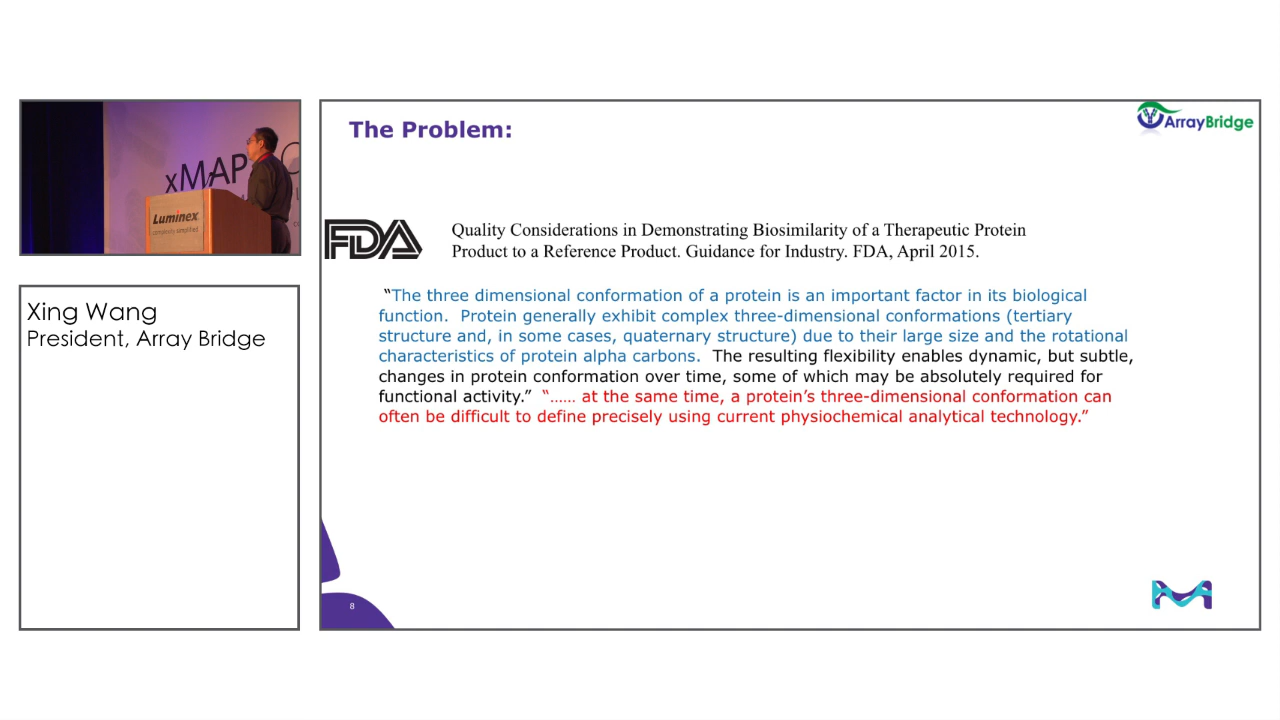 xMAP
Luminex
complexity simplified.
Xing Wang
President, Array Bridge
The Problem:
ArrayBridge
FDA
Quality Considerations in Demonstrating Biosimilarity of a Therapeutic Protein
Product to a Reference Product. Guidance for Industry. FDA, April 2015.
“The three dimensional conformation of a protein is an important factor in its biological
function. Protein generally exhibit complex three-dimensional conformations (tertiary
structure and, in some cases, quaternary structure) due to their large size and the rotational
characteristics of protein alpha carbons. The resulting flexibility enables dynamic, but subtle,
changes in protein conformation over time, some of which may be absolutely required for
functional activity.” “…… at the same time, a protein’s three-dimensional conformation can
often be difficult to define precisely using current physiochemical analytical technology.”
8